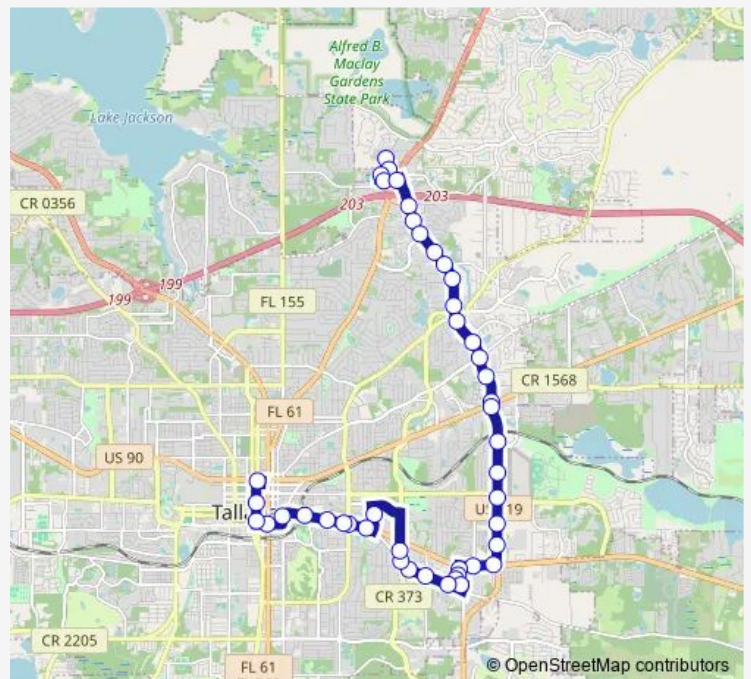 Alfred B.
Maclay
Gardens
State Park
Lake Jackson
CR 0356
203
203
199
199
FL 155
CR 1568
FL 61
US 90
Tall
US 319
CR 373
CR 2205
FL 61
© OpenStreetMap contributors